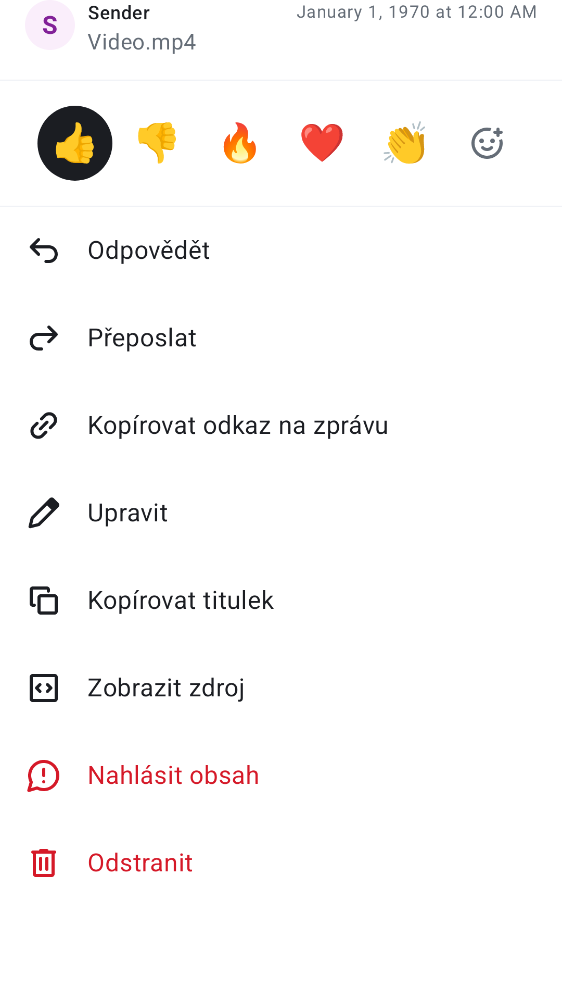 S
Sender
January 1, 1970 at 12:00 AM
Video.mp4
Odpovědět
Přeposlat
Kopírovat odkaz na zprávu
Upravit
Kopírovat titulek
Zobrazit zdroj
Nahlásit obsah
Odstranit